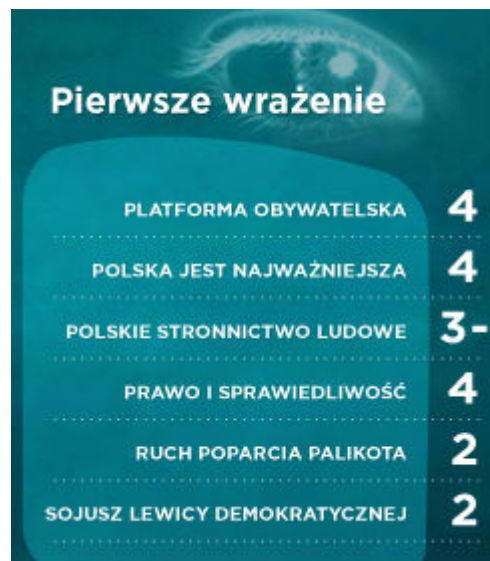 Pierwsze wrażenie
PLATFORMA OBYWATELSKA 4
POLSKA JEST NAJWAŻNIEJSZA 4
POLSKIE STRONNICTWO LUDOWE 3-
PRAWO I SPRAWIEDLIWOŚĆ 4
RUCH POPARCIA PALIKOTA 2
SOJUSZ LEWICY DEMOKRATYCZNEJ 2